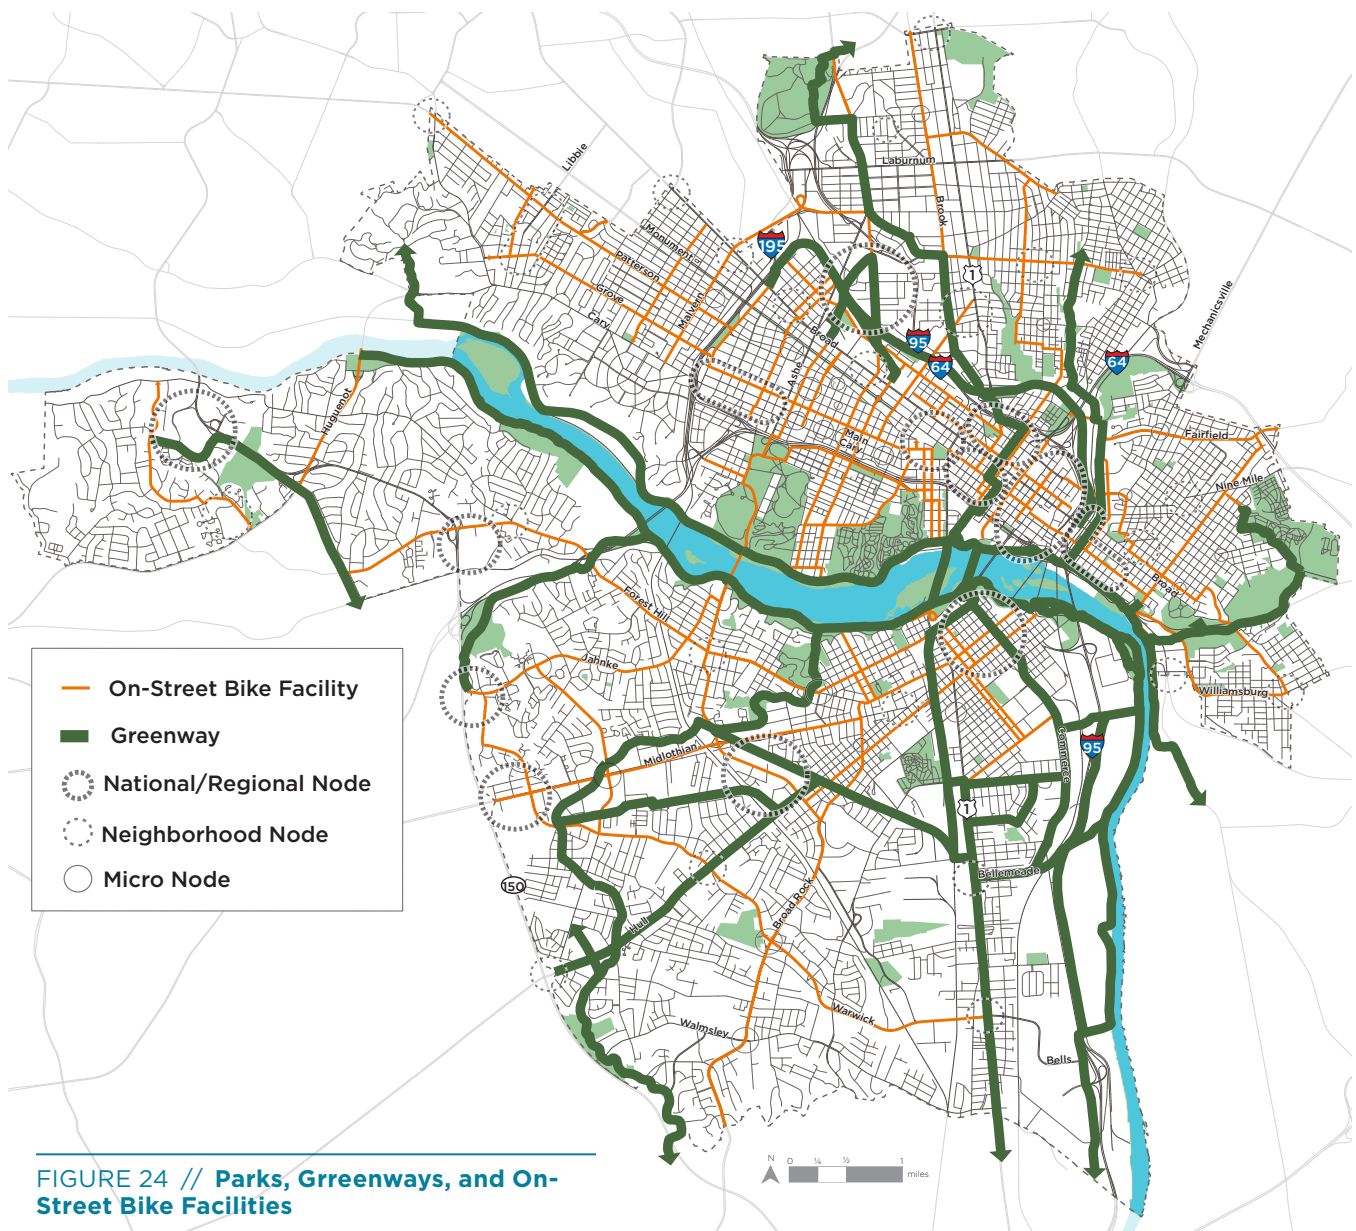 Laburnum
Libbie
Brook
Monument
195
Patterson
1
Mechanicsville
Grove
Malvern
Cary
Broad
95
64
64
Ashe
Huguenot
Main
Cary
Fairfield
Nine Mile
Broad
Forest Hill
Jahnke
Williamsburg
On-Street Bike Facility
Greenway
National/Regional Node
Neighborhood Node
Micro Node
Midlothian
Commerce
95
1
Bellemeade
150
Broad Rock
Hull
Warwick
Walmsley
Bells
N
0 ¼ ½ 1
miles
FIGURE 24 // Parks, Grreenways, and On-
Street Bike Facilities